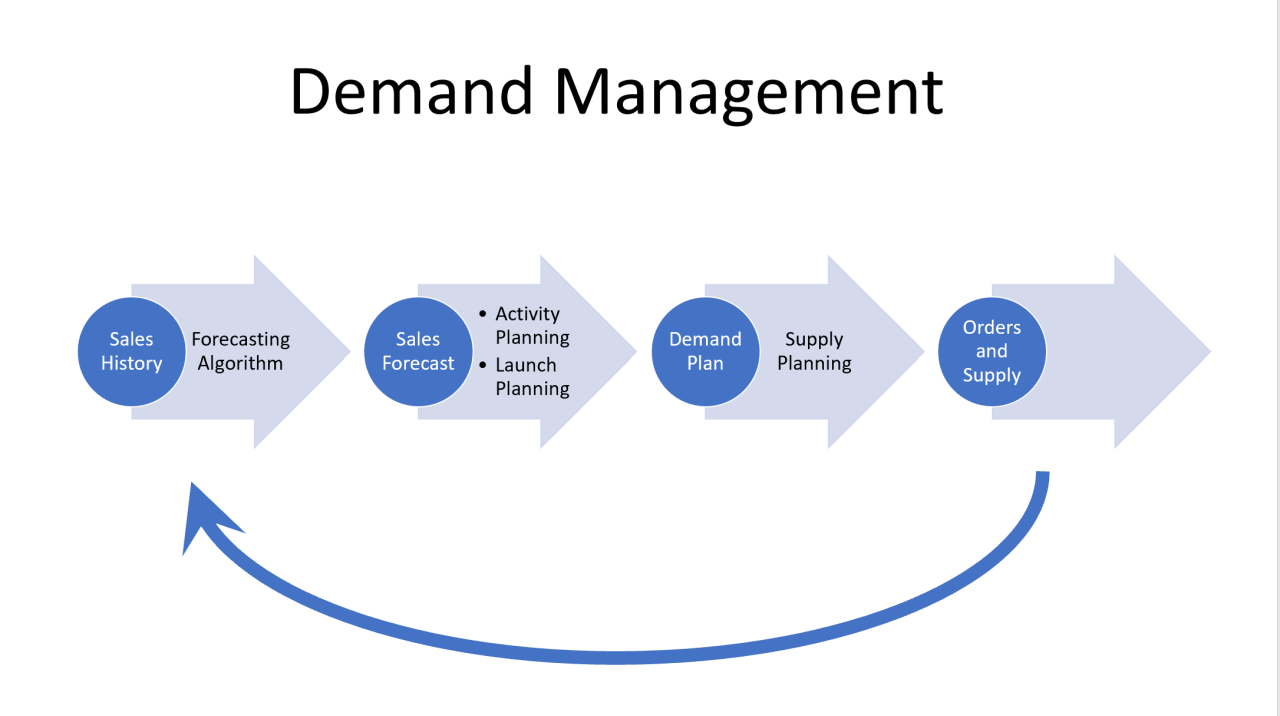 Demand Management
Sales
History
Forecasting
Algorithm
Sales
Forecast
• Activity
Planning
• Launch
Planning
Demand
Plan
Supply
Planning
Orders
and
Supply